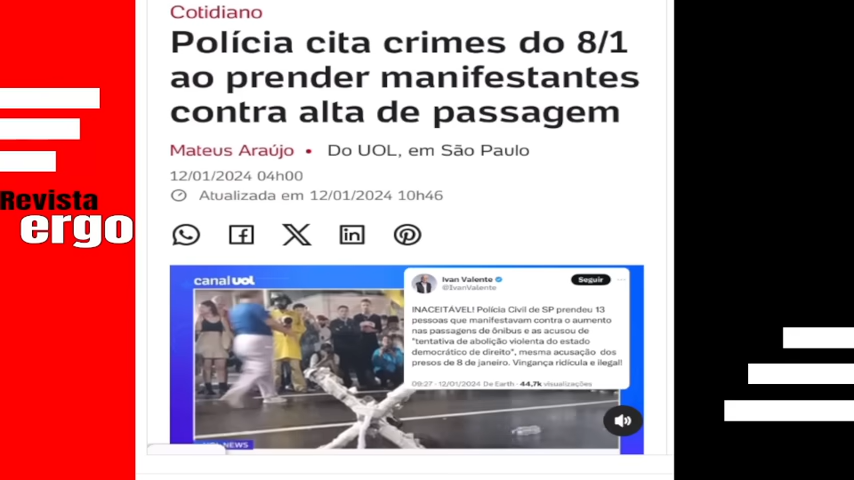 Cotidiano
Polícia cita crimes do 8/1
ao prender manifestantes
contra alta de passagem
Mateus Araújo • Do UOL, em São Paulo
12/01/2024 04h00
Atualizada em 12/01/2024 10h46
Revista
ergo
canal uol
Ivan Valente
@IvanValente
Seguir
INACEITÁVEL! Polícia Civil de SP prendeu 13
pessoas que manifestavam contra o aumento
nas passagens de ônibus e as acusou de
"tentativa de abolição violenta do estado
democrático de direito", mesma acusação dos
presos de 8 de janeiro. Vingança ridícula e ilegal!
09:27 · 12/01/2024 De Earth · 44,7k visualizações
NEWS